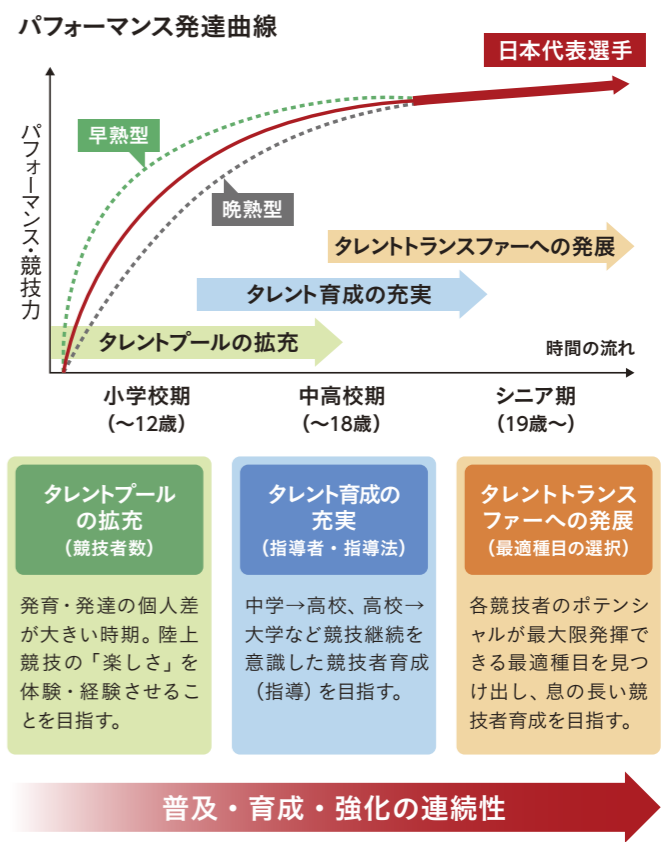 パフォーマンス発達曲線
日本代表選手
パフォーマンス・競技力
早熟型
晩熟型
タレントトランスファーへの発展
タレント育成の充実
タレントプールの拡充
時間の流れ
小学校期
(〜12歳)
中高校期
(〜18歳)
シニア期
(19歳〜)
タレントプール
の拡充
(競技者数)
発育・発達の個人差
が大きい時期。陸上
競技の「楽しさ」を
体験・経験させるこ
とを目指す。
タレント育成の
充実
(指導者・指導法)
中学→高校、高校→
大学など競技継続を
意識した競技者育成
(指導)を目指す。
タレントトランス
ファーへの発展
(最適種目の選択)
各競技者のポテンシ
ャルが最大限発揮で
きる最適種目を見つ
け出し、息の長い競
技者育成を目指す。
普及・育成・強化の連続性